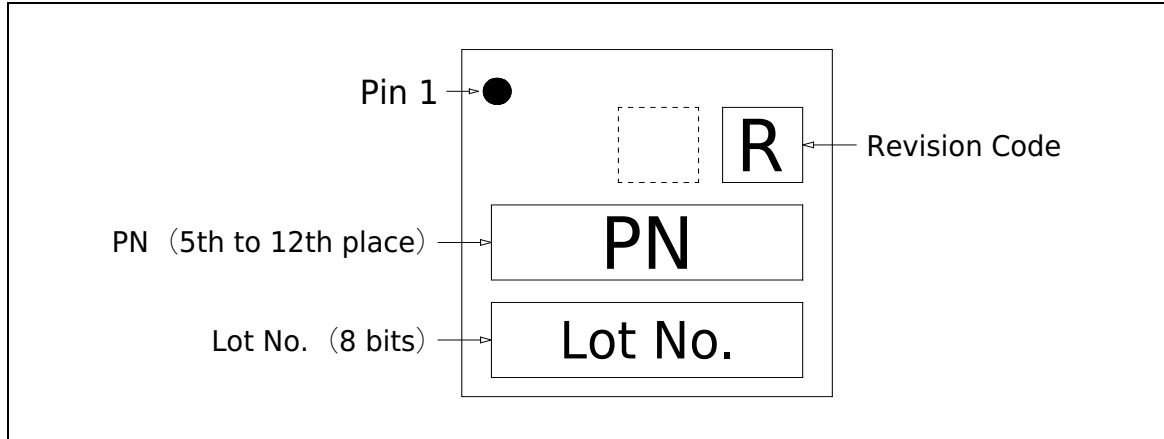 Pin 1
R
Revision Code
PN（5th to 12th place）
PN
Lot No.（8 bits）
Lot No.